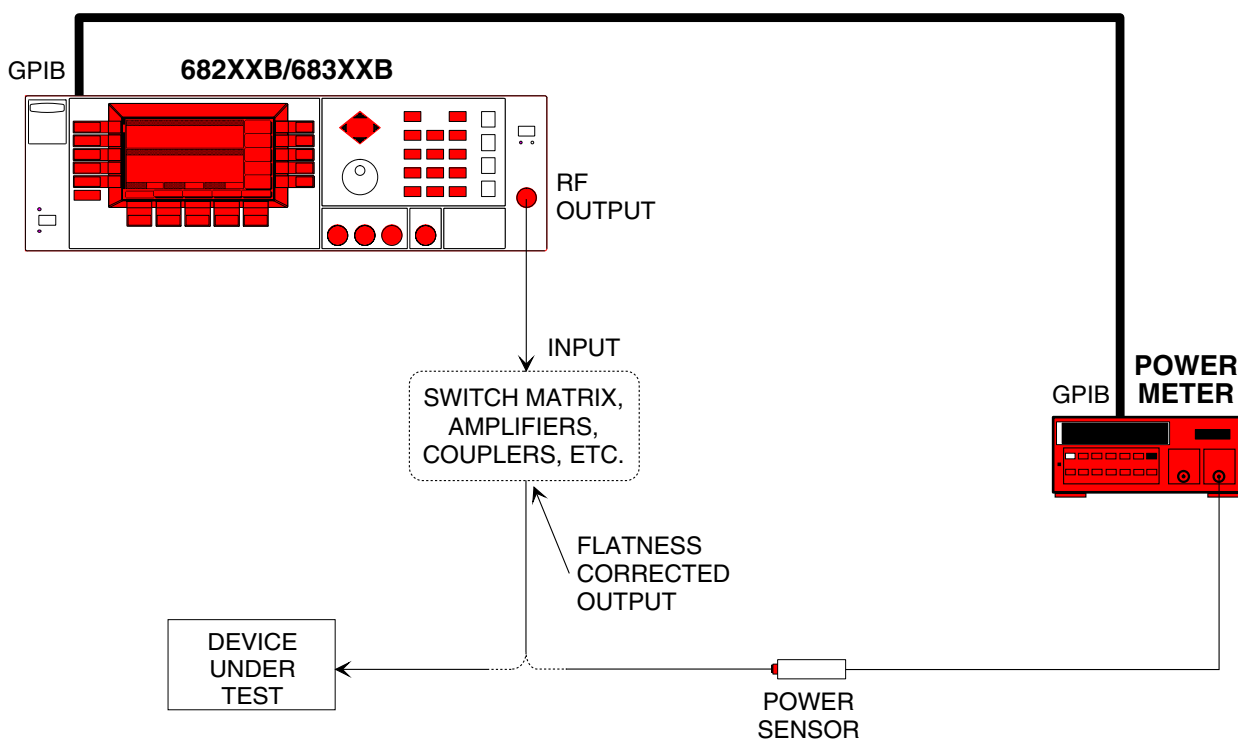 GPIB
682XXB/683XXB
RF
OUTPUT
INPUT
SWITCH MATRIX,
AMPLIFIERS,
COUPLERS, ETC.
POWER
METER
GPIB
FLATNESS
CORRECTED
OUTPUT
DEVICE
UNDER
TEST
POWER
SENSOR